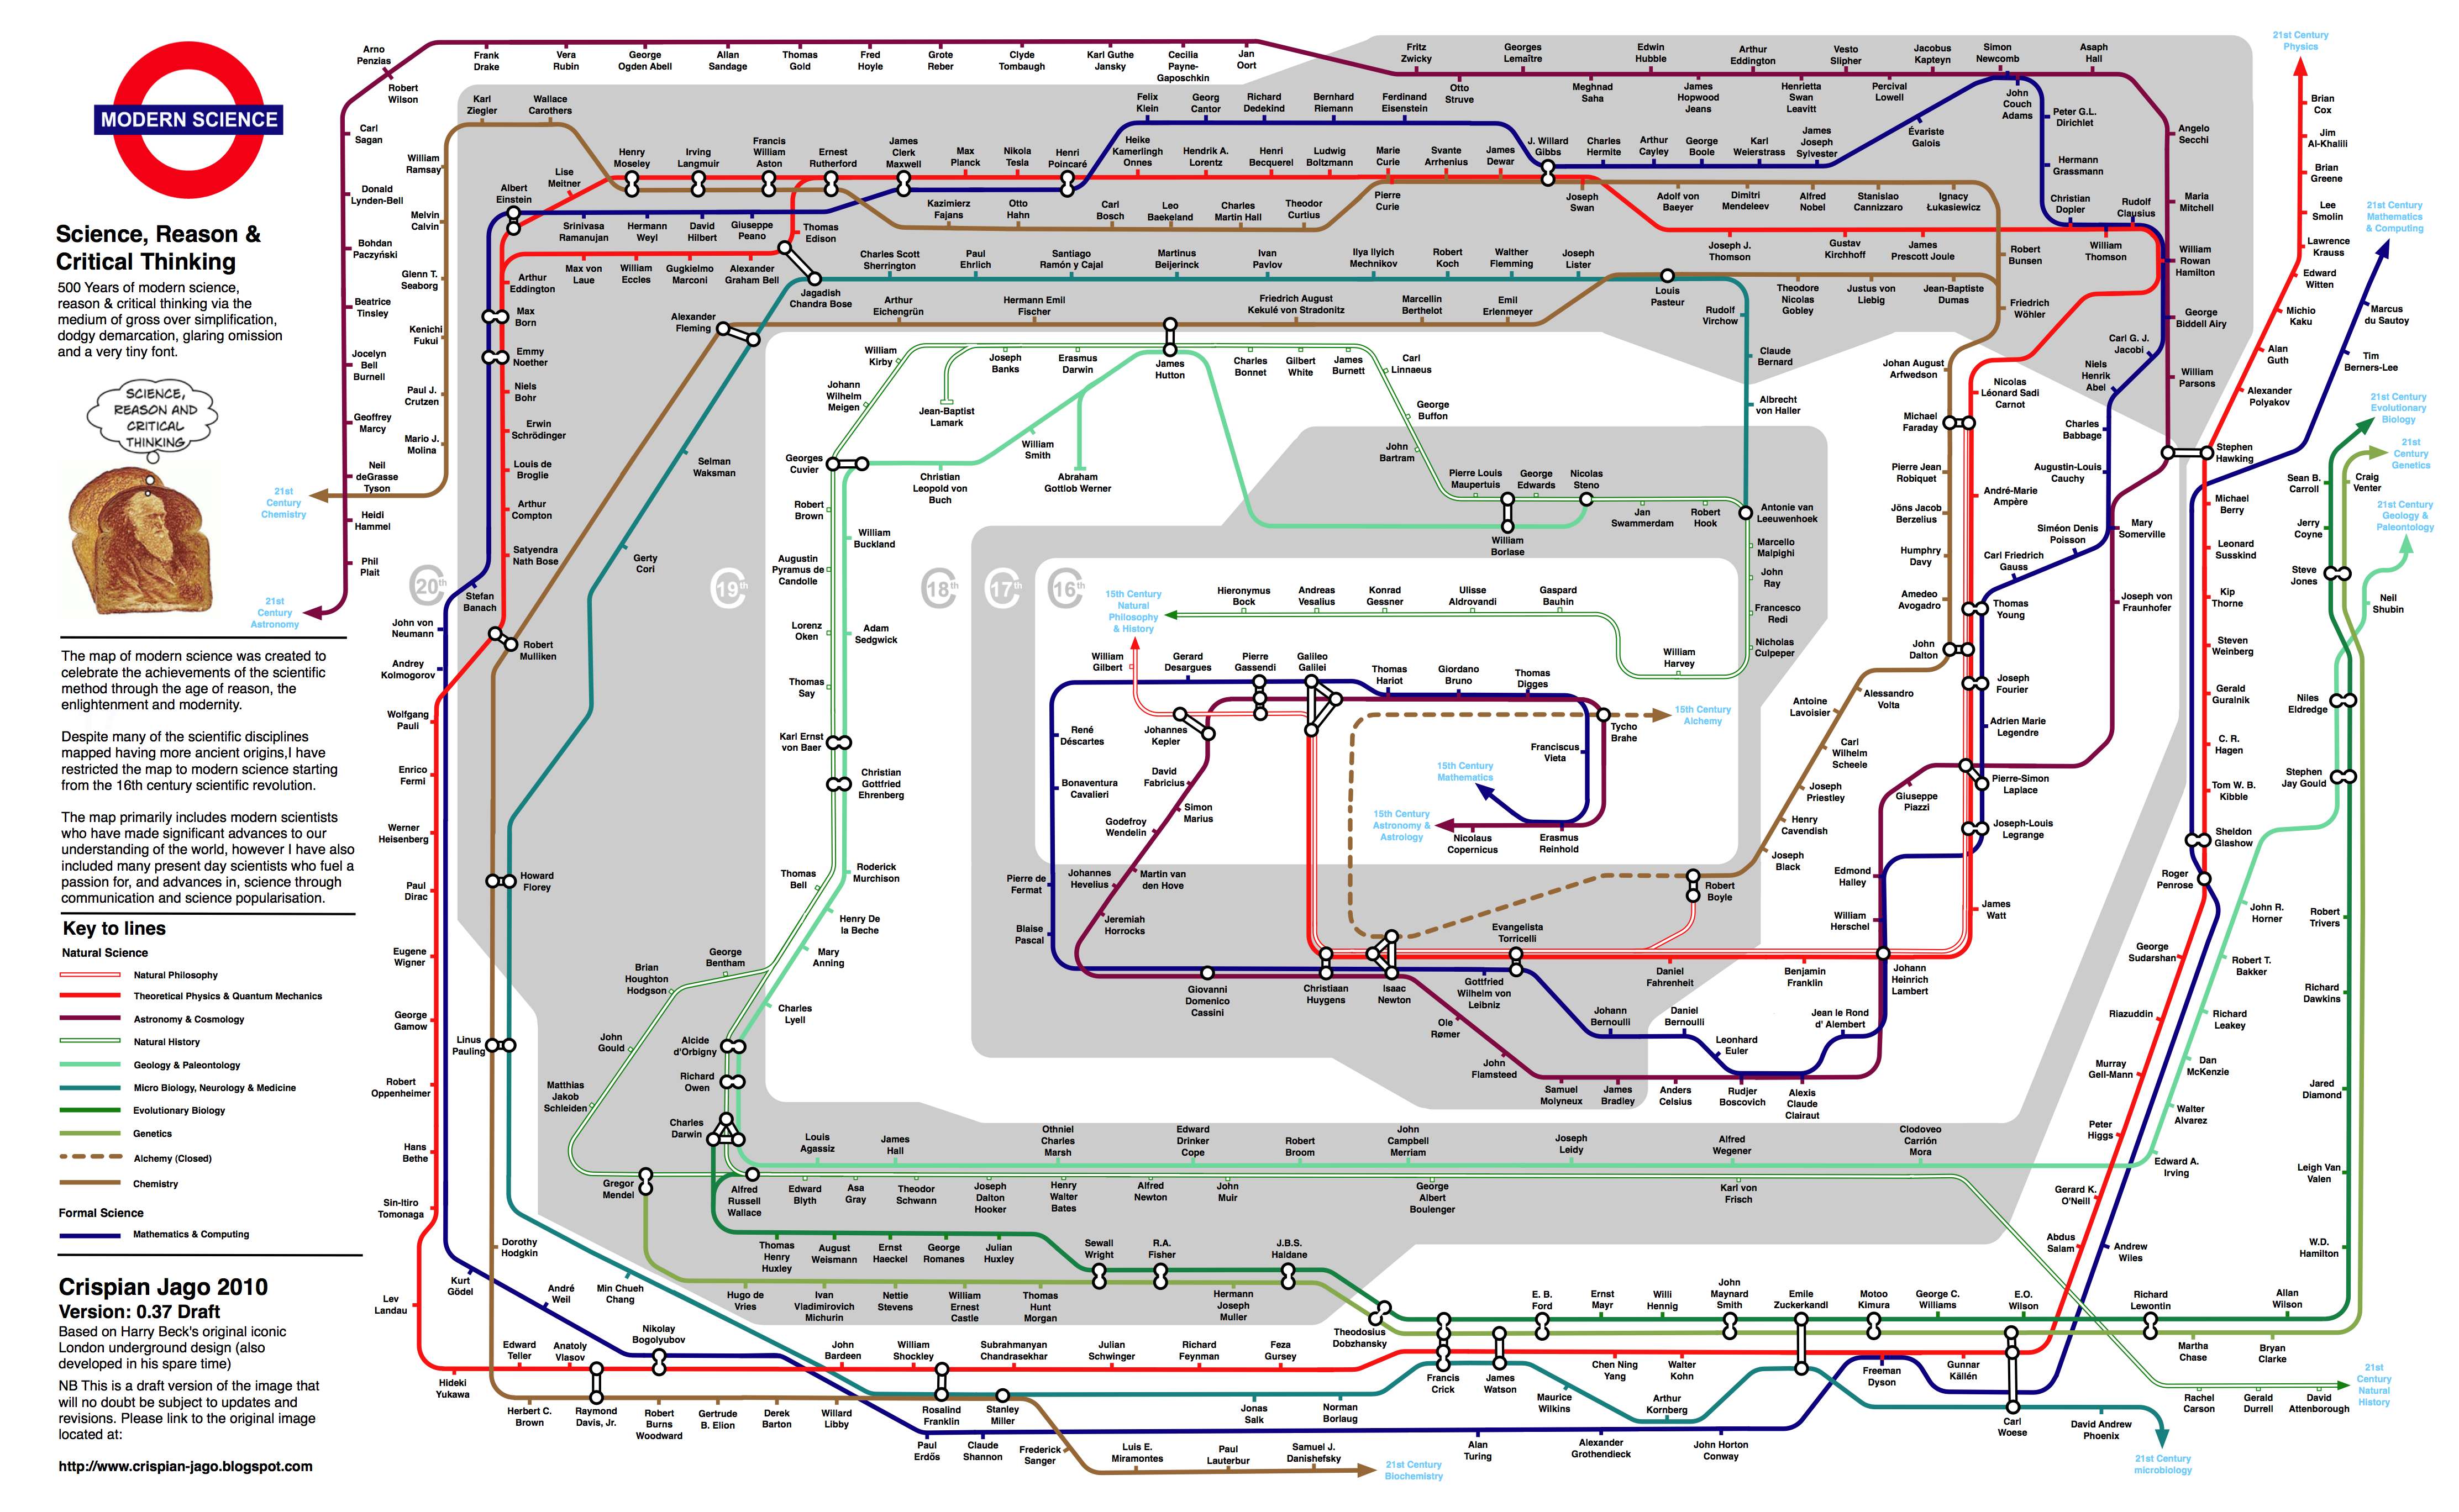 MODERN SCIENCE
Science, Reason &
Critical Thinking
500 Years of modern science,
reason & critical thinking via the
medium of gross over simplification,
dodgy demarcation, glaring omission
and a very tiny font.
SCIENCE,
REASON AND
CRITICAL
THINKING
The map of modern science was created to
celebrate the achievements of the scientific
method through the age of reason, the
enlightenment and modernity.
Despite many of the scientific disciplines
mapped having more ancient origins,I have
restricted the map to modern science starting
from the 16th century scientific revolution.
The map primarily includes modern scientists
who have made significant advances to our
understanding of the world, however I have also
included many present day scientists who fuel a
passion for, and advances in, science through
communication and science popularisation.
Key to lines
Natural Science
Natural Philosophy
Theoretical Physics & Quantum Mechanics
Astronomy & Cosmology
Natural History
Geology & Paleontology
Micro Biology, Neurology & Medicine
Evolutionary Biology
Genetics
Alchemy (Closed)
Chemistry
Formal Science
Mathematics & Computing
Crispian Jago 2010
Version: 0.37 Draft
Based on Harry Beck's original iconic
London underground design (also
developed in his spare time)
NB This is a draft version of the image that
will no doubt be subject to updates and
revisions. Please link to the original image
located at:
http://www.crispian-jago.blogspot.com
Arno
Penzias
Robert
Wilson
Carl
Sagan
Donald
Lynden-Bell
Bohdan
Paczyński
Beatrice
Tinsley
Jocelyn
Bell
Burnell
Geoffrey
Marcy
Neil
deGrasse
Tyson
Heidi
Hammel
Phil
Plait
21st
Century
Astronomy
21st
Century
Chemistry
Frank
Drake
Vera
Rubin
George
Ogden Abell
Allan
Sandage
Thomas
Gold
Fred
Hoyle
Grote
Reber
Clyde
Tombaugh
Karl Guthe
Jansky
Cecilia
Payne-
Gaposchkin
Jan
Oort
Fritz
Zwicky
Otto
Struve
Georges
Lemaître
Meghnad
Saha
Edwin
Hubble
James
Hopwood
Jeans
Arthur
Eddington
Henrietta
Swan
Leavitt
Vesto
Slipher
Percival
Lowell
Jacobus
Kapteyn
Simon
Newcomb
John
Couch
Adams
Asaph
Hall
Angelo
Secchi
Maria
Mitchell
William
Rowan
Hamilton
George
Biddell Airy
William
Parsons
William
Ramsay
Melvin
Calvin
Glenn T.
Seaborg
Kenichi
Fukui
Paul J.
Crutzen
Mario J.
Molina
Karl
Ziegler
Wallace
Carothers
Albert
Einstein
Lise
Meitner
Henry
Moseley
Irving
Langmuir
Francis
William
Aston
Ernest
Rutherford
James
Clerk
Maxwell
Max
Planck
Nikola
Tesla
Henri
Poincaré
Felix
Klein
Georg
Cantor
Richard
Dedekind
Bernhard
Riemann
Ferdinand
Eisenstein
Heike
Kamerlingh
Onnes
Hendrik A.
Lorentz
Henri
Becquerel
Ludwig
Boltzmann
Marie
Curie
Svante
Arrhenius
James
Dewar
J. Willard
Gibbs
Charles
Hermite
Arthur
Cayley
George
Boole
Karl
Weierstrass
James
Joseph
Sylvester
Évariste
Galois
Peter G.L.
Dirichlet
Hermann
Grassmann
Christian
Dopler
Rudolf
Clausius
William
Thomson
Srinivasa
Ramanujan
Hermann
Weyl
David
Hilbert
Giuseppe
Peano
Thomas
Edison
Kazimierz
Fajans
Otto
Hahn
Carl
Bosch
Leo
Baekeland
Charles
Martin Hall
Theodor
Curtius
Pierre
Curie
Joseph
Swan
Adolf von
Baeyer
Dimitri
Mendeleev
Alfred
Nobel
Stanislao
Cannizzaro
Ignacy
Łukasiewicz
Robert
Bunsen
Friedrich
Wöhler
Joseph J.
Thomson
Gustav
Kirchhoff
James
Prescott Joule
Arthur
Eddington
Max von
Laue
William
Eccles
Gugkielmo
Marconi
Alexander
Graham Bell
Jagadish
Chandra Bose
Charles Scott
Sherrington
Paul
Ehrlich
Santiago
Ramón y Cajal
Martinus
Beijerinck
Ivan
Pavlov
Ilya Ilyich
Mechnikov
Robert
Koch
Walther
Flemming
Joseph
Lister
Louis
Pasteur
Rudolf
Virchow
Claude
Bernard
Albrecht
von Haller
Theodore
Nicolas
Gobley
Justus von
Liebig
Jean-Baptiste
Dumas
Alexander
Fleming
Arthur
Eichengrün
Hermann Emil
Fischer
Friedrich August
Kekulé von Stradonitz
Marcellin
Berthelot
Emil
Erlenmeyer
Max
Born
Emmy
Noether
Niels
Bohr
Erwin
Schrödinger
Louis de
Broglie
Arthur
Compton
Satyendra
Nath Bose
Stefan
Banach
John von
Neumann
Andrey
Kolmogorov
Robert
Mulliken
Wolfgang
Pauli
Enrico
Fermi
Werner
Heisenberg
Paul
Dirac
Eugene
Wigner
George
Gamow
Robert
Oppenheimer
Hans
Bethe
Sin-Itiro
Tomonaga
Lev
Landau
Hideki
Yukawa
Selman
Waksman
Gerty
Cori
Howard
Florey
Linus
Pauling
Dorothy
Hodgkin
20th
19th
18th
17th
16th
William
Kirby
Johann
Wilhelm
Meigen
Jean-Baptist
Lamark
Joseph
Banks
Erasmus
Darwin
James
Hutton
Charles
Bonnet
Gilbert
White
James
Burnett
Carl
Linnaeus
George
Buffon
John
Bartram
William
Smith
Abraham
Gottlob Werner
Christian
Leopold von
Buch
Georges
Cuvier
Robert
Brown
William
Buckland
Augustin
Pyramus de
Candolle
Lorenz
Oken
Adam
Sedgwick
Thomas
Say
Karl Ernst
von Baer
Christian
Gottfried
Ehrenberg
Thomas
Bell
Roderick
Murchison
Henry De
la Beche
Mary
Anning
Charles
Lyell
George
Bentham
Brian
Houghton
Hodgson
John
Gould
Matthias
Jakob
Schleiden
Alcide
d'Orbigny
Richard
Owen
Charles
Darwin
Pierre Louis
Maupertuis
George
Edwards
Nicolas
Steno
William
Borlase
Jan
Swammerdam
Robert
Hook
Antonie van
Leeuwenhoek
Marcello
Malpighi
John
Ray
Francesco
Redi
Nicholas
Culpeper
William
Harvey
15th Century
Natural
Philosophy
& History
Hieronymus
Bock
Andreas
Vesalius
Konrad
Gessner
Ulisse
Aldrovandi
Gaspard
Bauhin
William
Gilbert
Gerard
Desargues
Pierre
Gassendi
Galileo
Galilei
Thomas
Hariot
Giordano
Bruno
Thomas
Digges
Tycho
Brahe
15th Century
Alchemy
Franciscus
Vieta
15th Century
Mathematics
15th Century
Astronomy &
Astrology
Nicolaus
Copernicus
Erasmus
Reinhold
René
Déscartes
Johannes
Kepler
Bonaventura
Cavalieri
David
Fabricius
Simon
Marius
Godefroy
Wendelin
Pierre de
Fermat
Johannes
Hevelius
Martin van
den Hove
Blaise
Pascal
Jeremiah
Horrocks
Giovanni
Domenico
Cassini
Christiaan
Huygens
Isaac
Newton
Gottfried
Wilhelm von
Leibniz
Evangelista
Torricelli
Robert
Boyle
Daniel
Fahrenheit
Benjamin
Franklin
Johann
Heinrich
Lambert
Ole
Rømer
John
Flamsteed
Johann
Bernoulli
Daniel
Bernoulli
Leonhard
Euler
Jean le Rond
d' Alembert
Samuel
Molyneux
James
Bradley
Anders
Celsius
Rudjer
Boscovich
Alexis
Claude
Clairaut
Johan August
Arfwedson
Nicolas
Léonard Sadi
Carnot
Michael
Faraday
Pierre Jean
Robiquet
André-Marie
Ampère
Jöns Jacob
Berzelius
Humphry
Davy
Amedeo
Avogadro
John
Dalton
Alessandro
Volta
Antoine
Lavoisier
Carl
Wilhelm
Scheele
Joseph
Priestley
Henry
Cavendish
Joseph
Black
Carl G. J.
Jacobi
Niels
Henrik
Abel
Charles
Babbage
Augustin-Louis
Cauchy
Siméon Denis
Poisson
Carl Friedrich
Gauss
Thomas
Young
Joseph
Fourier
Adrien Marie
Legendre
Pierre-Simon
Laplace
Joseph-Louis
Legrange
Mary
Somerville
Joseph von
Fraunhofer
Giuseppe
Piazzi
Edmond
Halley
William
Herschel
James
Watt
21st Century
Physics
Brian
Cox
Jim
Al-Khalili
Brian
Greene
Lee
Smolin
Lawrence
Krauss
Edward
Witten
Michio
Kaku
Alan
Guth
Alexander
Polyakov
Stephen
Hawking
Michael
Berry
Leonard
Susskind
Kip
Thorne
Steven
Weinberg
Gerald
Guralnik
C. R.
Hagen
Tom W. B.
Kibble
Sheldon
Glashow
Roger
Penrose
George
Sudarshan
Riazuddin
Murray
Gell-Mann
Peter
Higgs
Gerard K.
O'Neill
Abdus
Salam
Andrew
Wiles
21st Century
Mathematics
& Computing
Marcus
du Sautoy
Tim
Berners-Lee
21st Century
Evolutionary
Biology
21st
Century
Genetics
21st Century
Geology &
Paleontology
Sean B.
Carroll
Craig
Venter
Jerry
Coyne
Steve
Jones
Neil
Shubin
Niles
Eldredge
Stephen
Jay Gould
John R.
Horner
Robert
Trivers
Robert T.
Bakker
Richard
Dawkins
Richard
Leakey
Dan
McKenzie
Jared
Diamond
Walter
Alvarez
Edward A.
Irving
Leigh Van
Valen
W.D.
Hamilton
Allan
Wilson
Louis
Agassiz
James
Hall
Othniel
Charles
Marsh
Edward
Drinker
Cope
Robert
Broom
John
Campbell
Merriam
Joseph
Leidy
Alfred
Wegener
Clodoveo
Carrión
Mora
Gregor
Mendel
Alfred
Russell
Wallace
Edward
Blyth
Asa
Gray
Theodor
Schwann
Joseph
Dalton
Hooker
Henry
Walter
Bates
Alfred
Newton
John
Muir
George
Albert
Boulenger
Karl von
Frisch
Thomas
Henry
Huxley
August
Weismann
Ernst
Haeckel
George
Romanes
Julian
Huxley
Sewall
Wright
R.A.
Fisher
J.B.S.
Haldane
Hugo de
Vries
Ivan
Vladimirovich
Michurin
Nettie
Stevens
William
Ernest
Castle
Thomas
Hunt
Morgan
Hermann
Joseph
Muller
Theodosius
Dobzhansky
E. B.
Ford
Ernst
Mayr
Willi
Hennig
John
Maynard
Smith
Emile
Zuckerkandl
Motoo
Kimura
George C.
Williams
E.O.
Wilson
Richard
Lewontin
Martha
Chase
Bryan
Clarke
Kurt
Gödel
André
Weil
Min Chueh
Chang
Nikolay
Bogolyubov
Edward
Teller
Anatoly
Vlasov
John
Bardeen
William
Shockley
Subrahmanyan
Chandrasekhar
Julian
Schwinger
Richard
Feynman
Feza
Gursey
Francis
Crick
James
Watson
Chen Ning
Yang
Walter
Kohn
Maurice
Wilkins
Arthur
Kornberg
Freeman
Dyson
Gunnar
Källén
Carl
Woese
David Andrew
Phoenix
21st Century
microbiology
Rachel
Carson
Gerald
Durrell
David
Attenborough
21st
Century
Natural
History
Herbert C.
Brown
Raymond
Davis, Jr.
Robert
Burns
Woodward
Gertrude
B. Elion
Derek
Barton
Willard
Libby
Rosalind
Franklin
Stanley
Miller
Jonas
Salk
Norman
Borlaug
Paul
Erdös
Claude
Shannon
Frederick
Sanger
Luis E.
Miramontes
Paul
Lauterbur
Samuel J.
Danishefsky
21st Century
Biochemistry
Alan
Turing
Alexander
Grothendieck
John Horton
Conway